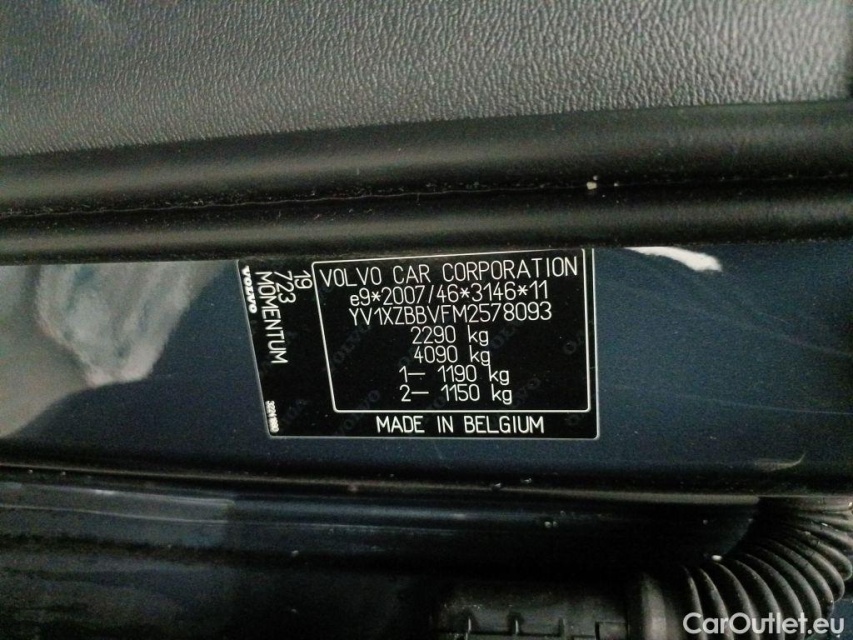 VOLVO CAR CORPORATION
e9*2007/46*3146*11
YV1XZBBVFM2578093
2290 kg
4090 kg
1– 1190 kg
2– 1150 kg
MADE IN BELGIUM
19
723
MOMENTUM
VOLVO
CarOutlet.eu